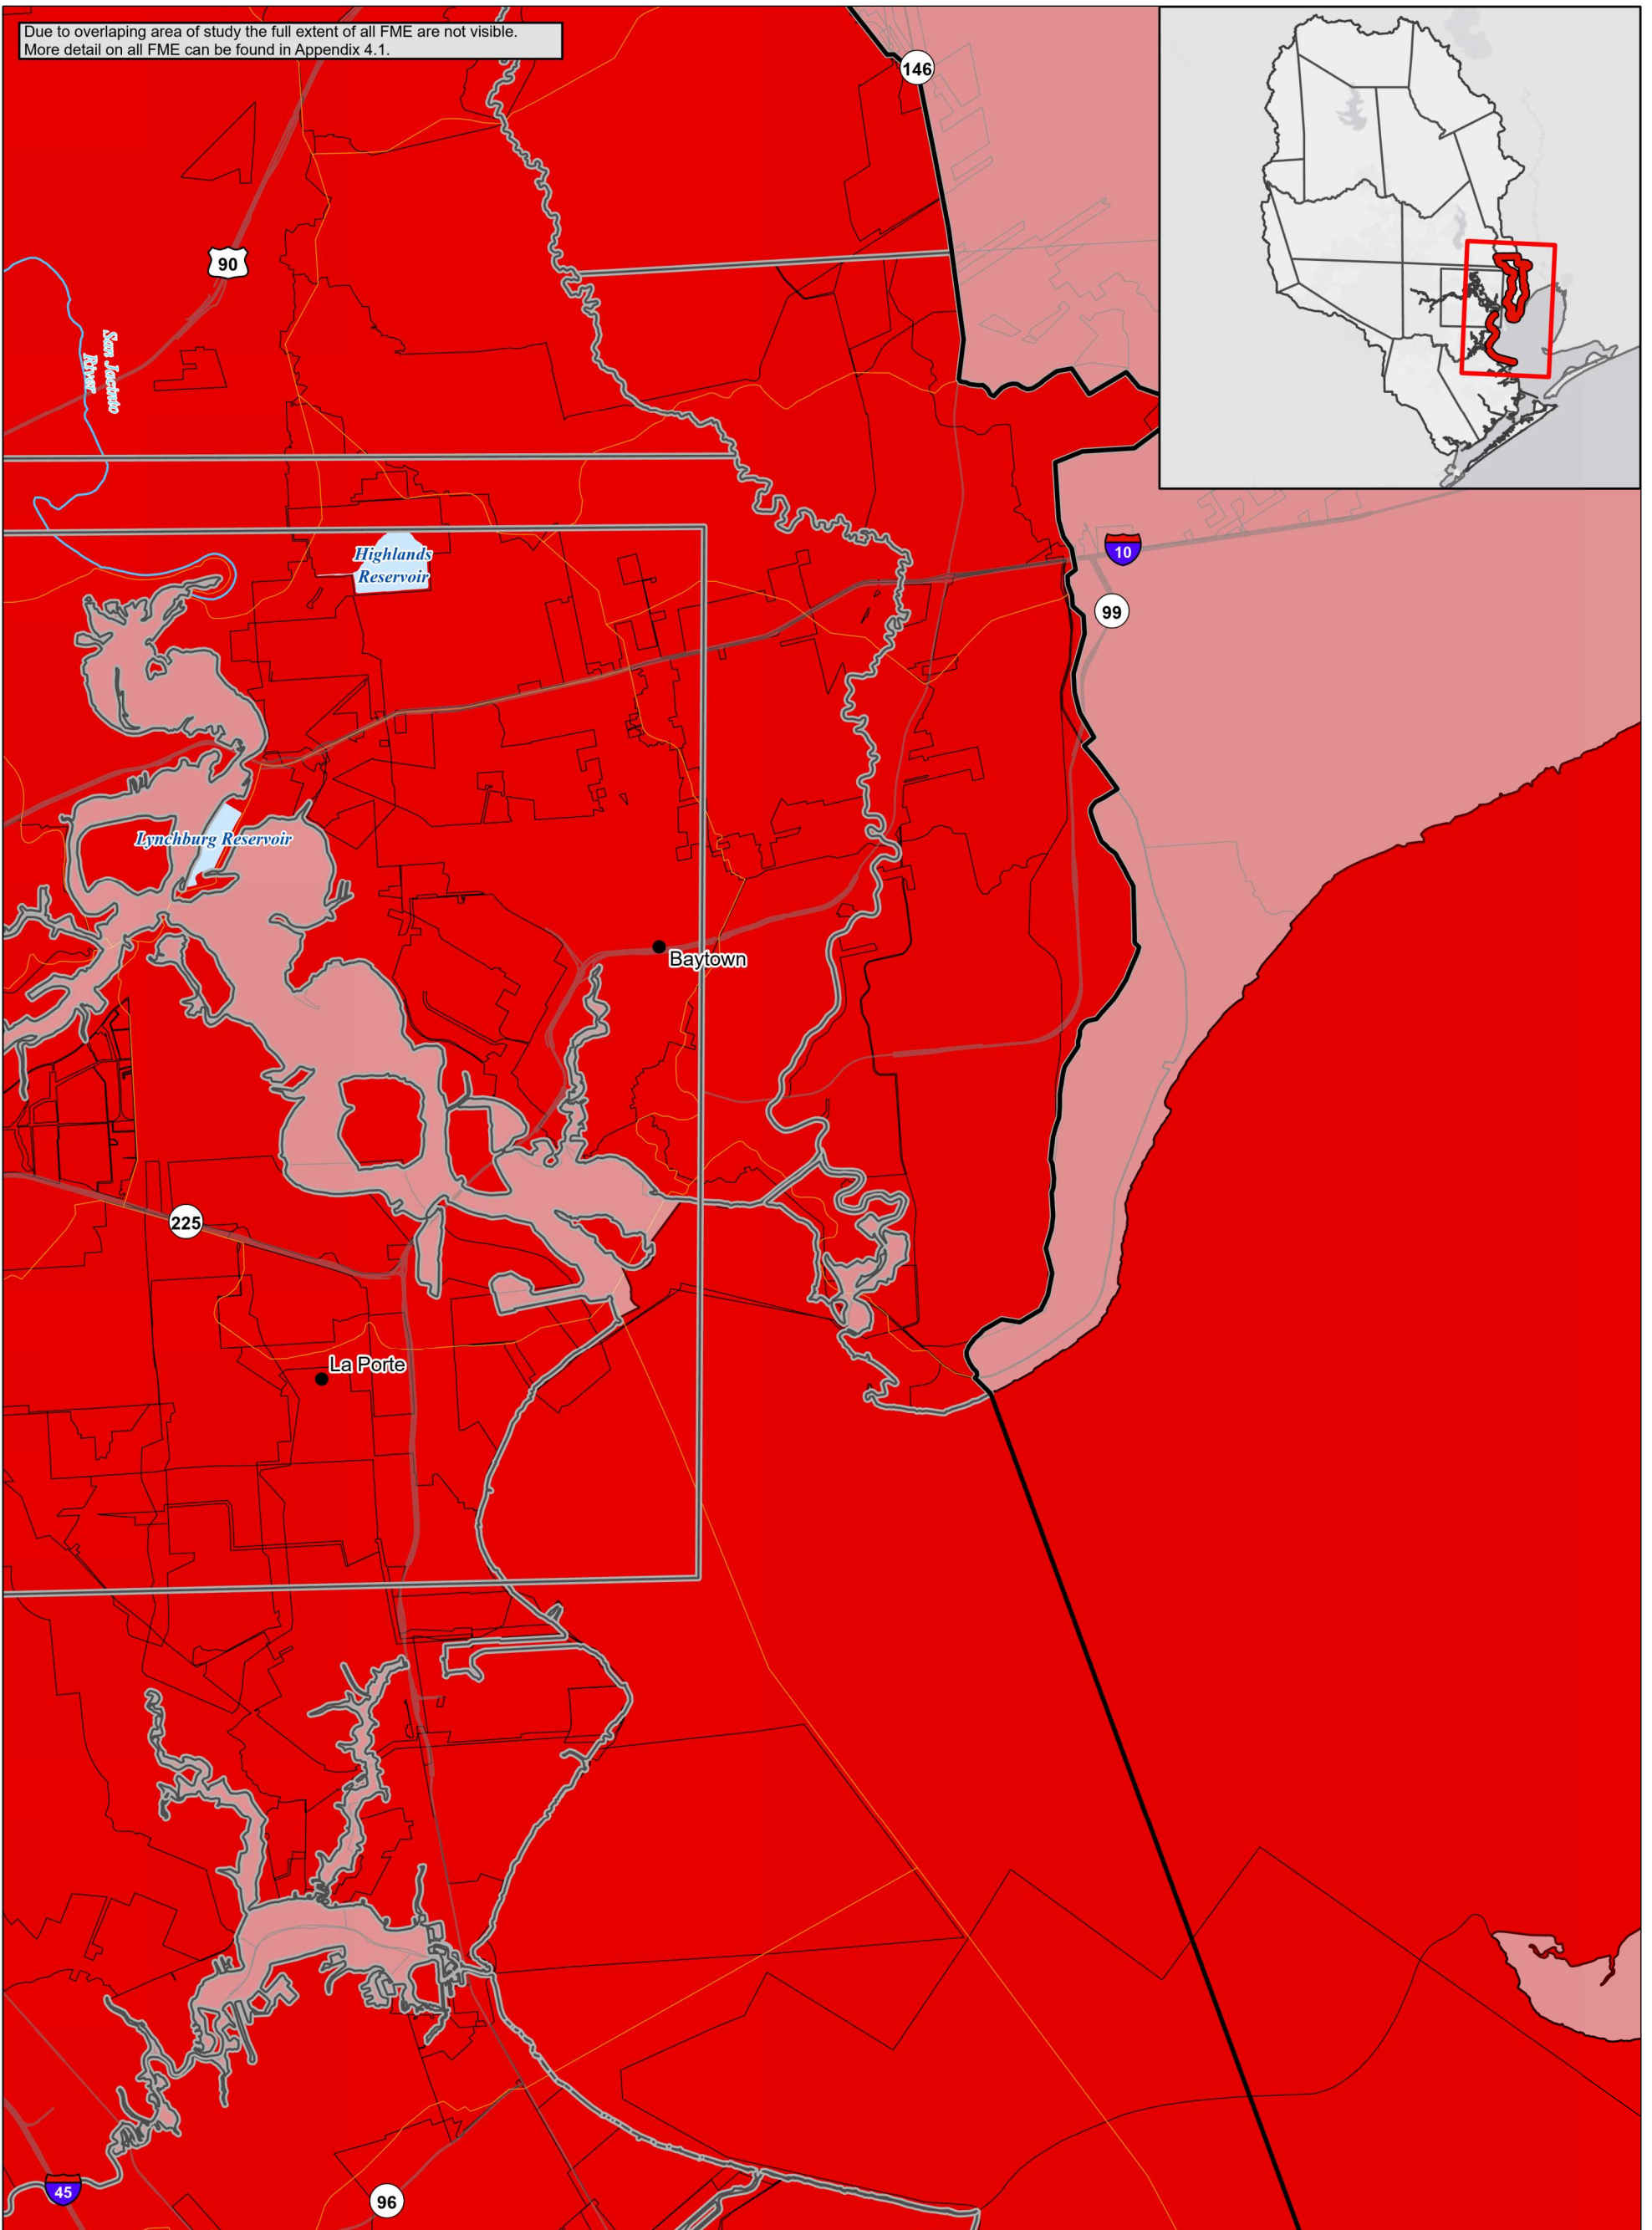 Due to overlaping area of study the full extent of all FME are not visible.
More detail on all FME can be found in Appendix 4.1.
146
90
San Jacinto
River
Highlands
Reservoir
10
99
Lynchburg Reservoir
Baytown
225
La Porte
45
96